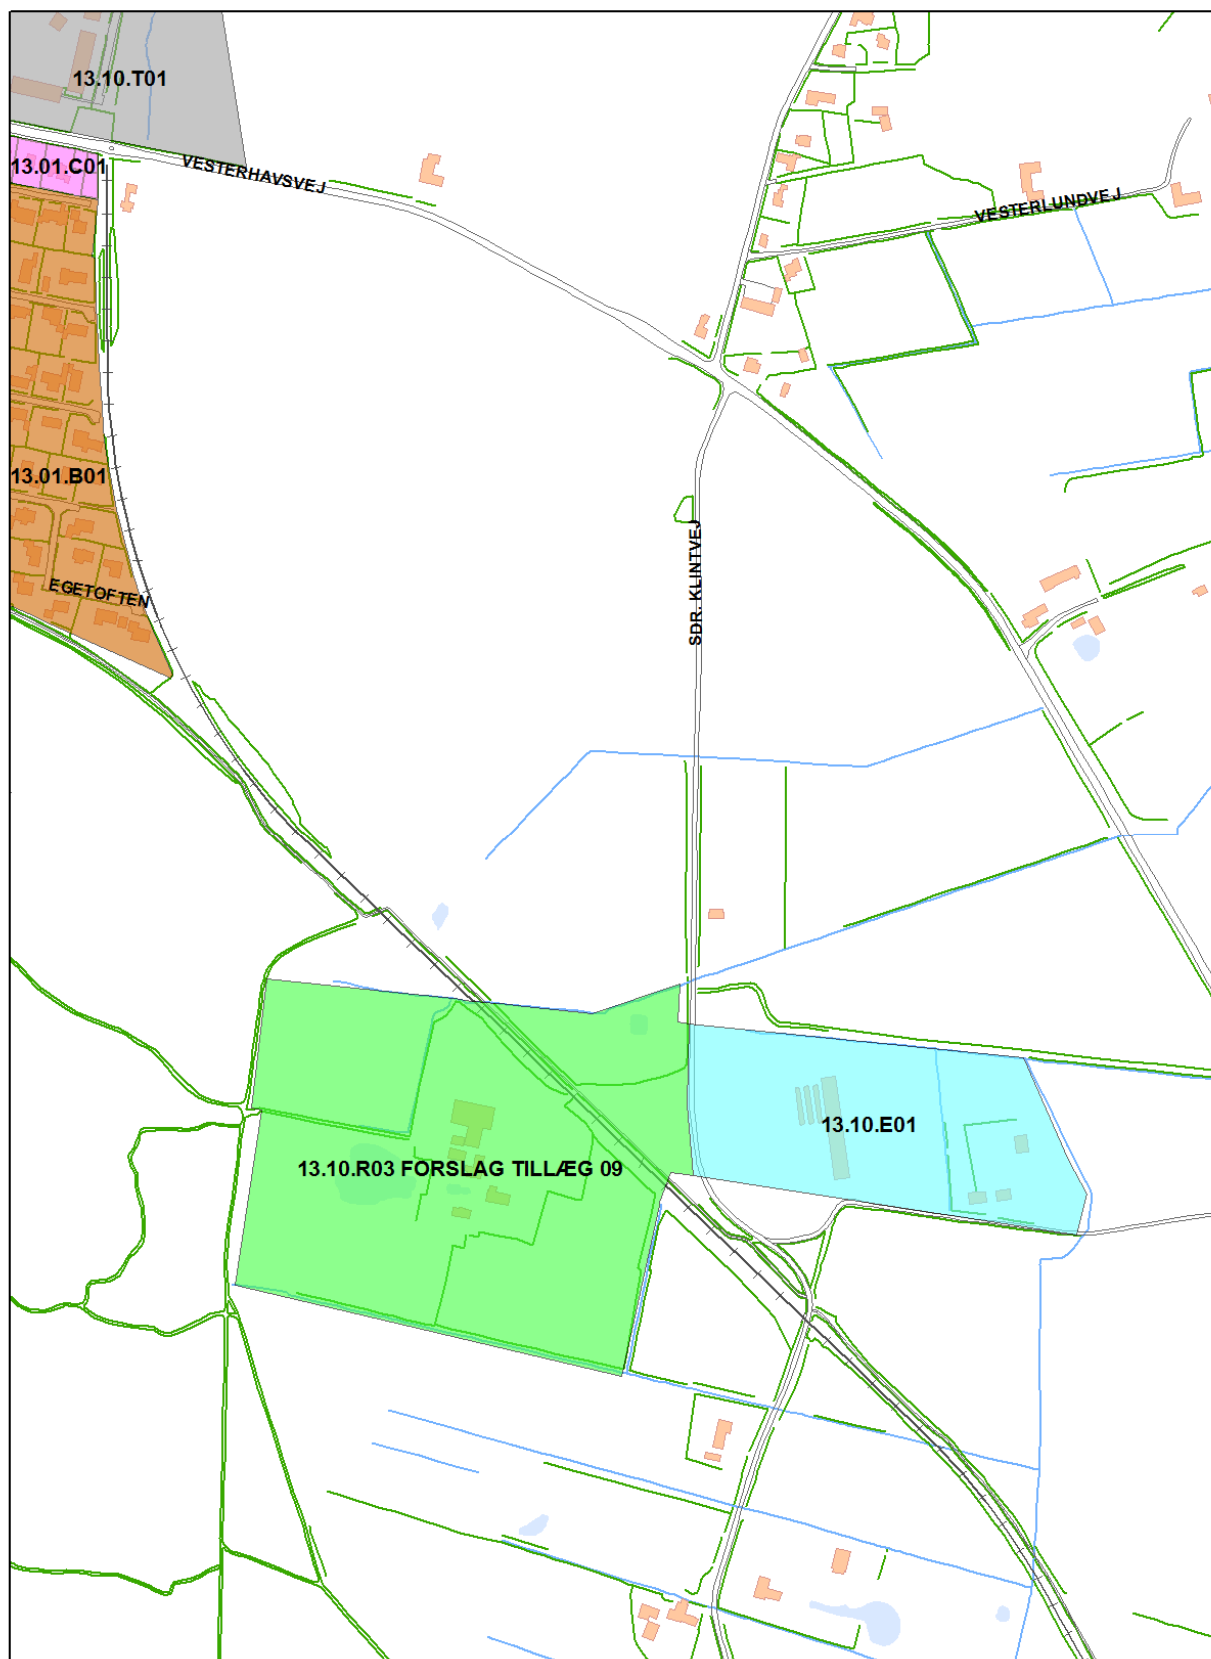 13.10.T01
13.01.C01
VESTERHAVSVEJ
VESTERLUNDVEJ
13.01.B01
EGETOFTEN
SDR. KLINTVEJ
13.10.E01
13.10.R03 FORSLAG TILLÆG 09